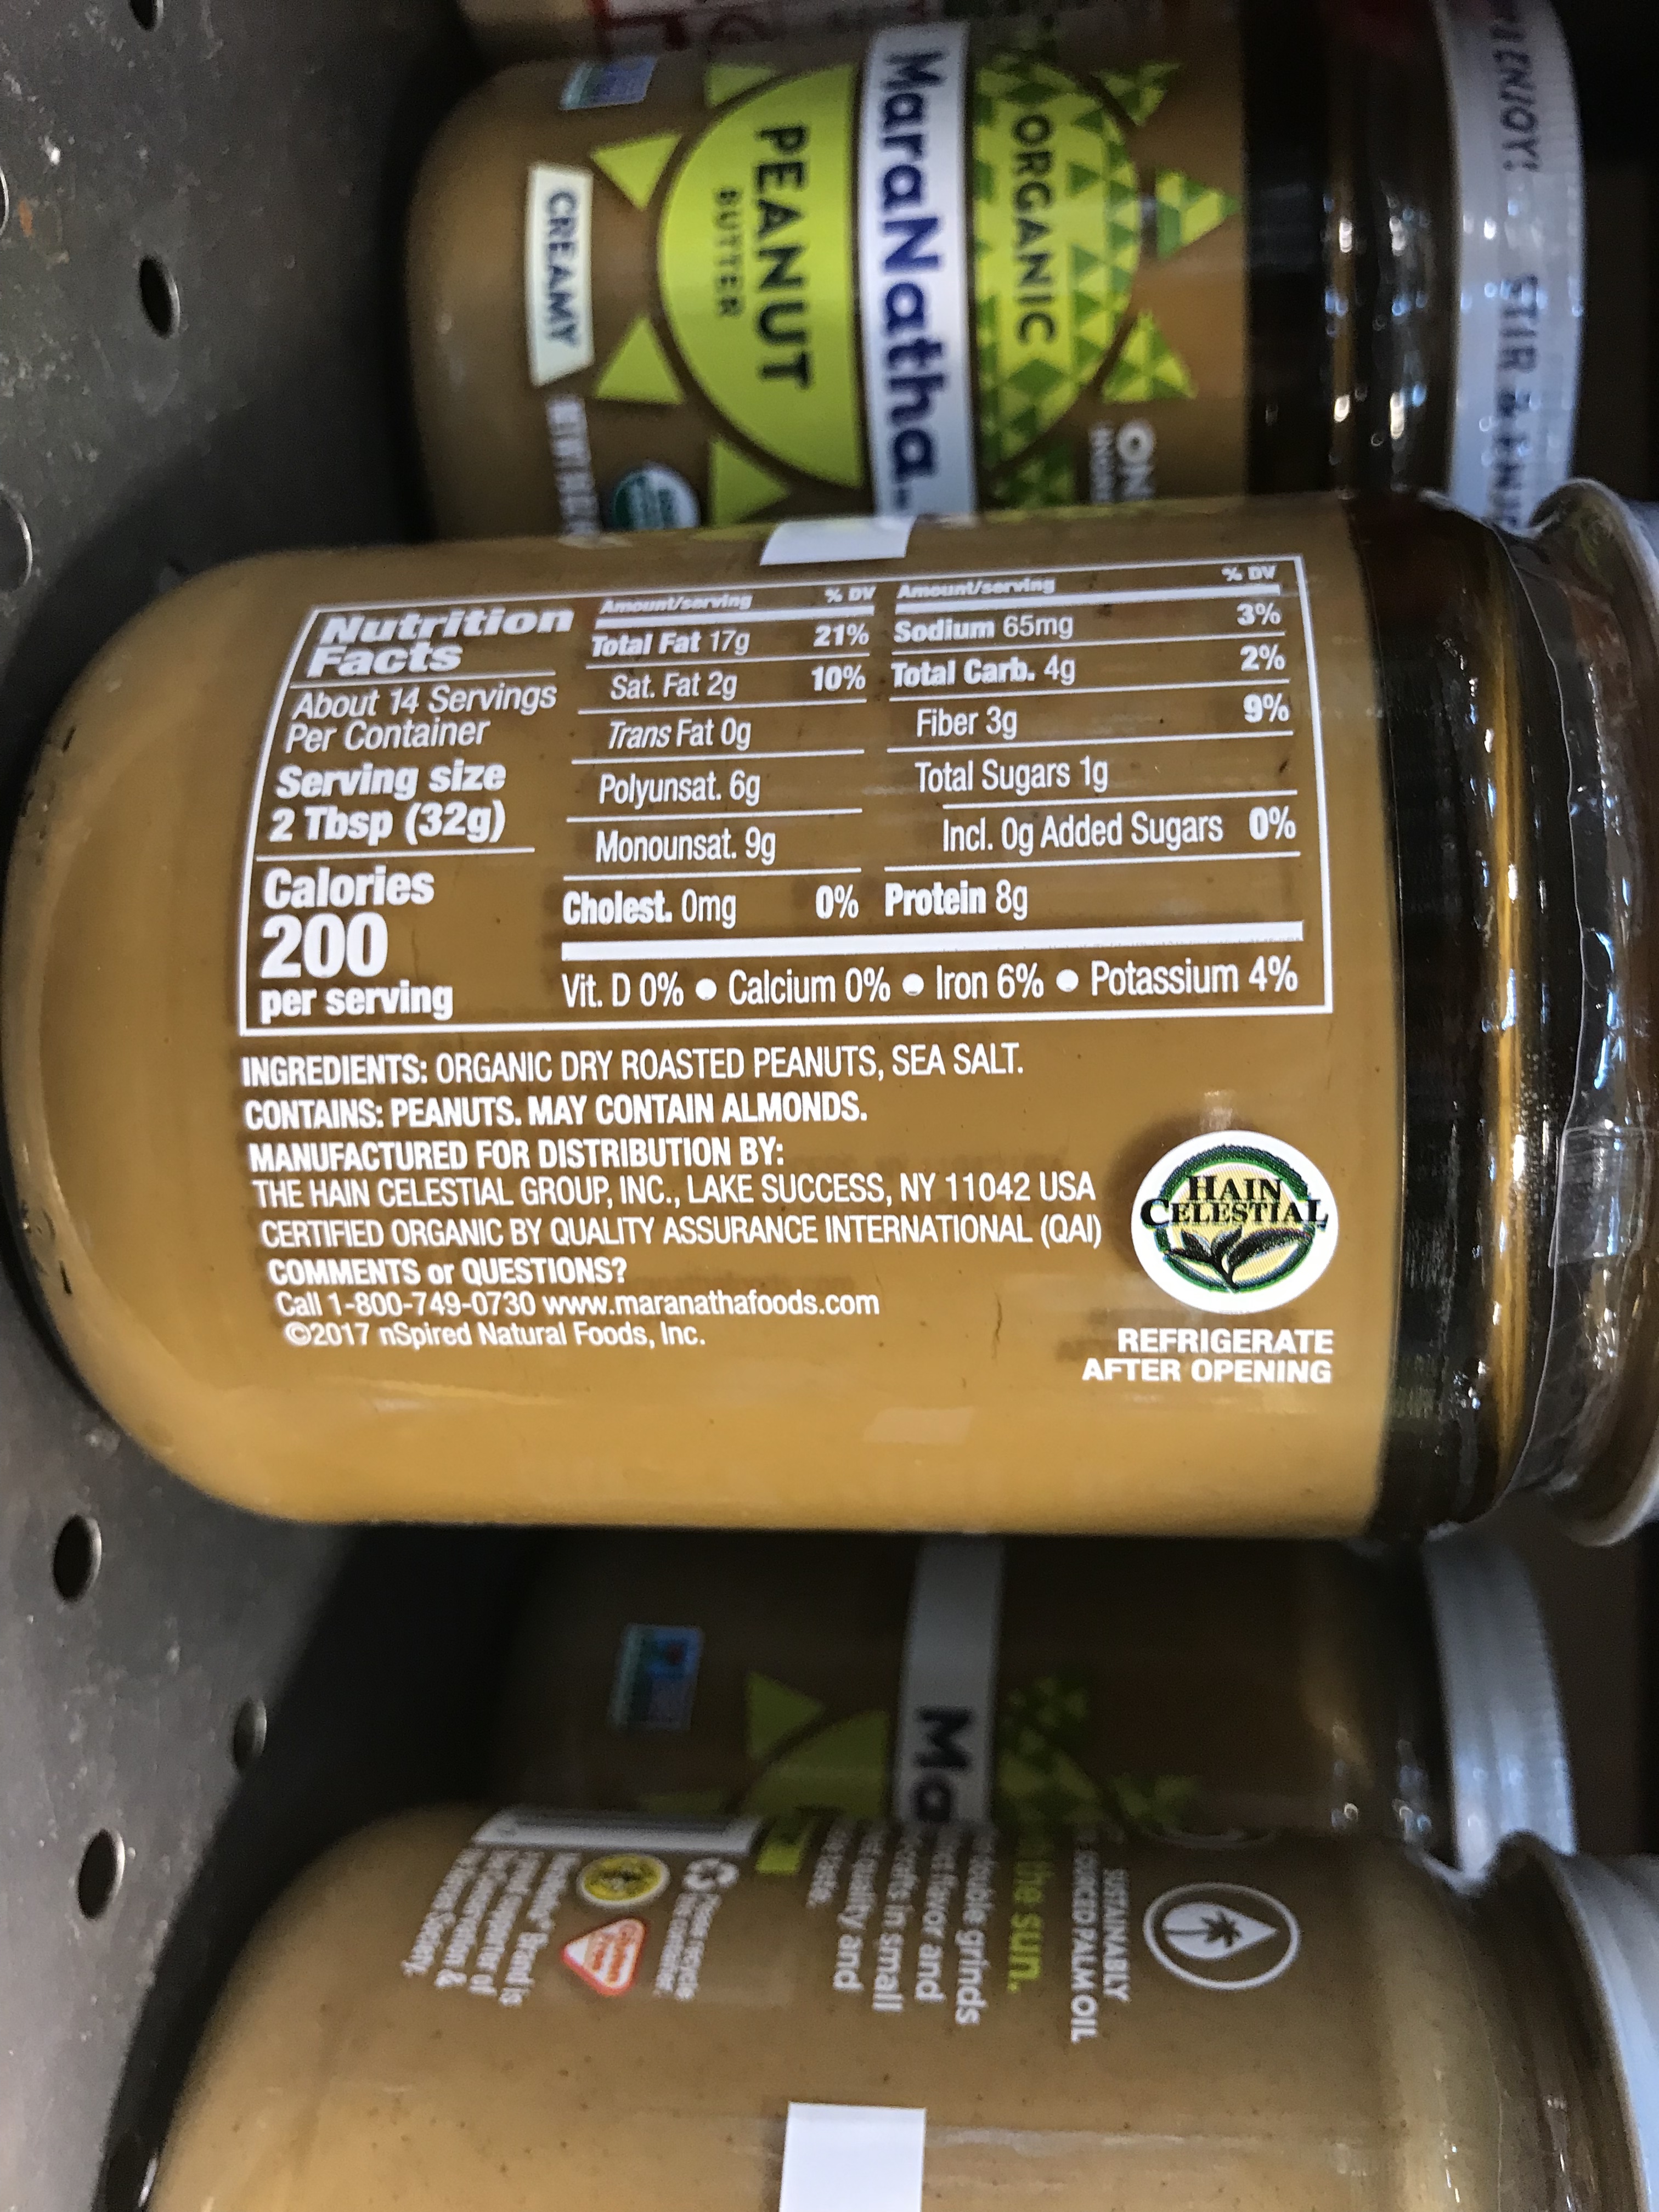 ENJOY!
STIR & ENJOY
ORGANIC
MaraNatha
PEANUT
BUTTER
CREAMY
Nutrition
Facts
About 14 Servings
Per Container
Serving size
2 Tbsp (32g)
Calories
200
per serving
Amount/serving % DV Amount/serving % DV
Total Fat 17g 21% Sodium 65mg 3%
Sat. Fat 2g 10% Total Carb. 4g 2%
Trans Fat 0g Fiber 3g 9%
Polyunsat. 6g Total Sugars 1g
Monounsat. 9g Incl. 0g Added Sugars 0%
Cholest. 0mg 0% Protein 8g
Vit. D 0% ● Calcium 0% ● Iron 6% ● Potassium 4%
INGREDIENTS: ORGANIC DRY ROASTED PEANUTS, SEA SALT.
CONTAINS: PEANUTS. MAY CONTAIN ALMONDS.
MANUFACTURED FOR DISTRIBUTION BY:
THE HAIN CELESTIAL GROUP, INC., LAKE SUCCESS, NY 11042 USA
CERTIFIED ORGANIC BY QUALITY ASSURANCE INTERNATIONAL (QAI)
COMMENTS or QUESTIONS?
Call 1-800-749-0730 www.maranathafoods.com
©2017 nSpired Natural Foods, Inc.
HAIN
CELESTIAL
REFRIGERATE
AFTER OPENING
Ma
SUSTAINABLY
PALM OIL
the sun.
grinds
flavor and
in small
quality and